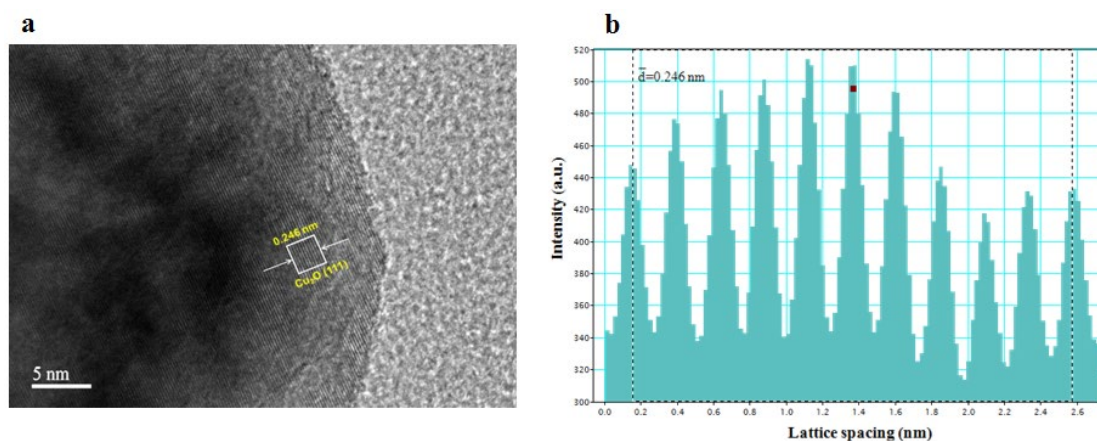 a
0.246 nm
Cu₂O (111)
5 nm
b
d̅=0.246 nm
Intensity (a.u.)
520
500
480
460
440
420
400
380
360
340
320
300
0.0 0.2 0.4 0.6 0.8 1.0 1.2 1.4 1.6 1.8 2.0 2.2 2.4 2.6
Lattice spacing (nm)